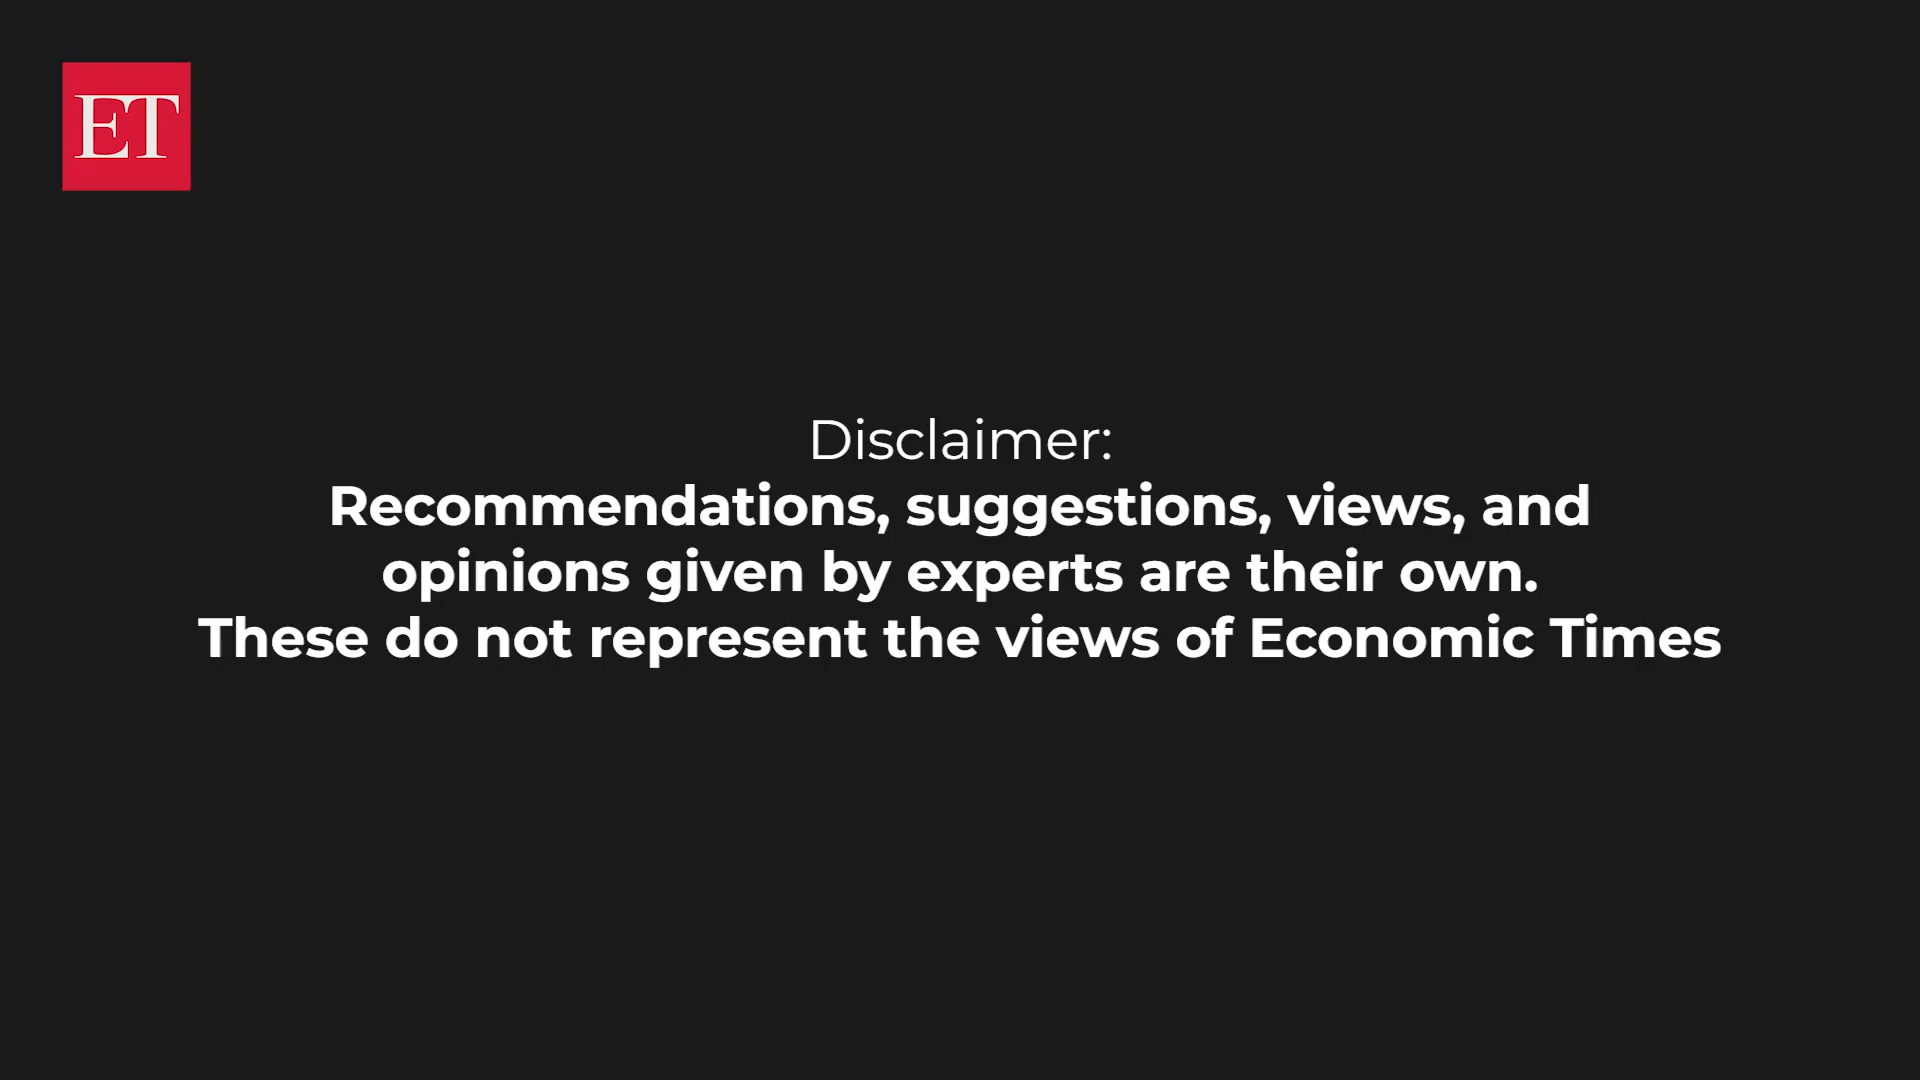 ET
Disclaimer:
Recommendations, suggestions, views, and
opinions given by experts are their own.
These do not represent the views of Economic Times